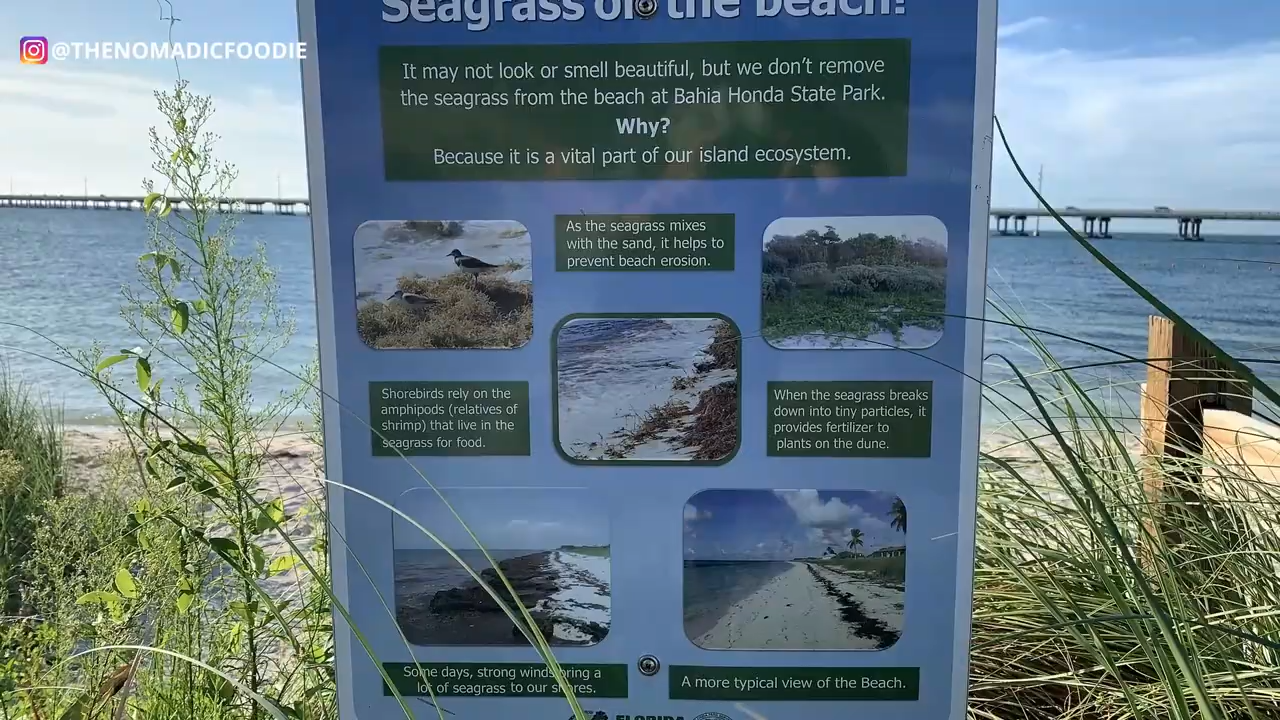 @THENOMADICFOODIE
Seagrass on the beach!
It may not look or smell beautiful, but we don't remove
the seagrass from the beach at Bahia Honda State Park.
Why?
Because it is a vital part of our island ecosystem.
As the seagrass mixes
with the sand, it helps to
prevent beach erosion.
Shorebirds rely on the
amphipods (relatives of
shrimp) that live in the
seagrass for food.
When the seagrass breaks
down into tiny particles, it
provides fertilizer to
plants on the dune.
Some days, strong winds bring a
lot of seagrass to our shores.
A more typical view of the Beach.
FLORIDA